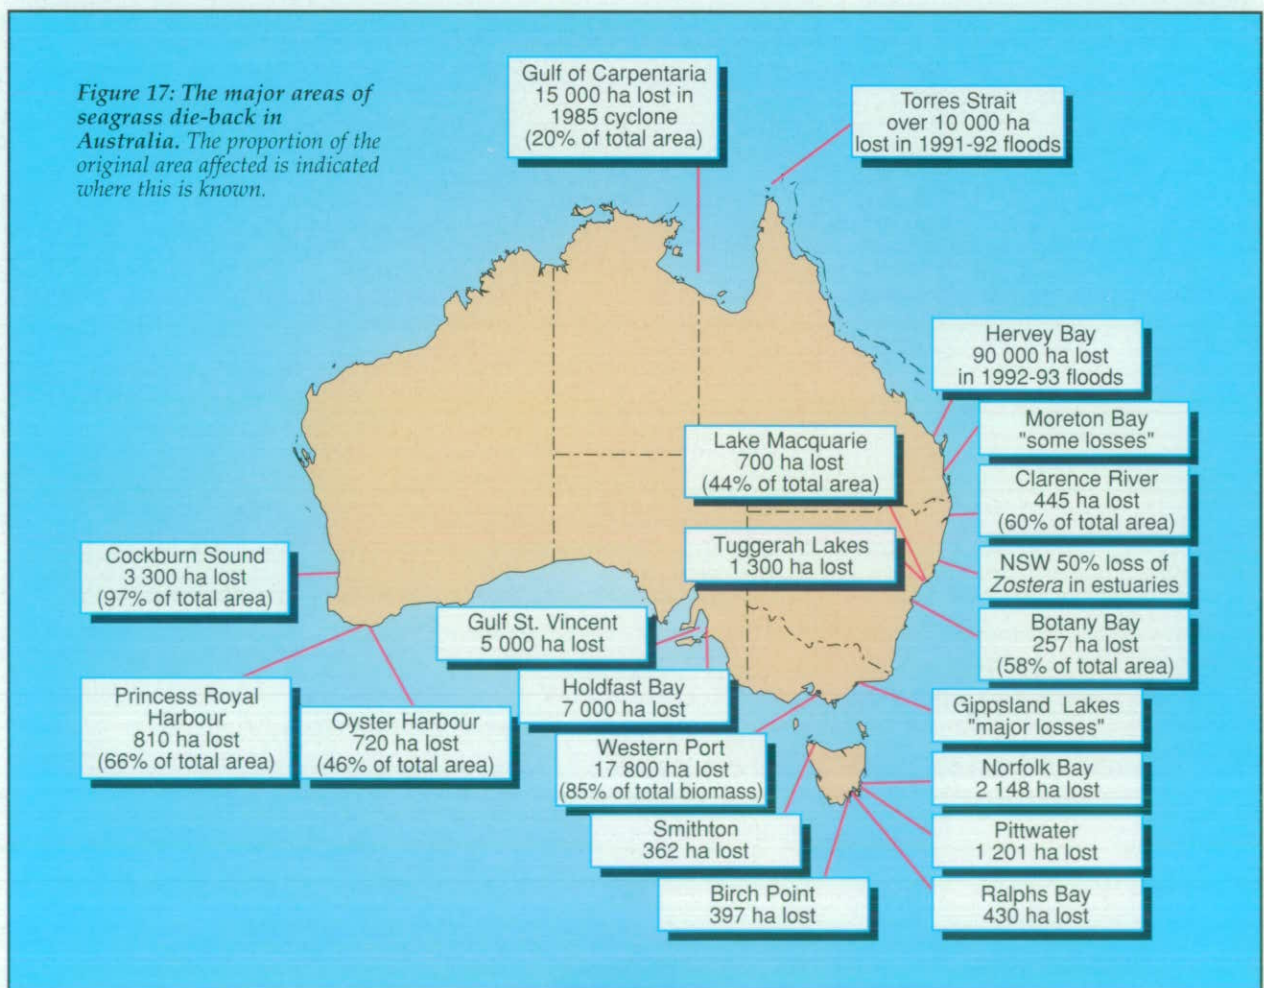 Figure 17: The major areas of
seagrass die-back in
Australia. The proportion of the
original area affected is indicated
where this is known.
Gulf of Carpentaria
15 000 ha lost in
1985 cyclone
(20% of total area)
Torres Strait
over 10 000 ha
lost in 1991-92 floods
Hervey Bay
90 000 ha lost
in 1992-93 floods
Moreton Bay
"some losses"
Lake Macquarie
700 ha lost
(44% of total area)
Clarence River
445 ha lost
(60% of total area)
Tuggerah Lakes
1 300 ha lost
NSW 50% loss of
Zostera in estuaries
Cockburn Sound
3 300 ha lost
(97% of total area)
Gulf St. Vincent
5 000 ha lost
Botany Bay
257 ha lost
(58% of total area)
Princess Royal
Harbour
810 ha lost
(66% of total area)
Oyster Harbour
720 ha lost
(46% of total area)
Holdfast Bay
7 000 ha lost
Gippsland Lakes
"major losses"
Western Port
17 800 ha lost
(85% of total biomass)
Norfolk Bay
2 148 ha lost
Smithton
362 ha lost
Pittwater
1 201 ha lost
Birch Point
397 ha lost
Ralphs Bay
430 ha lost